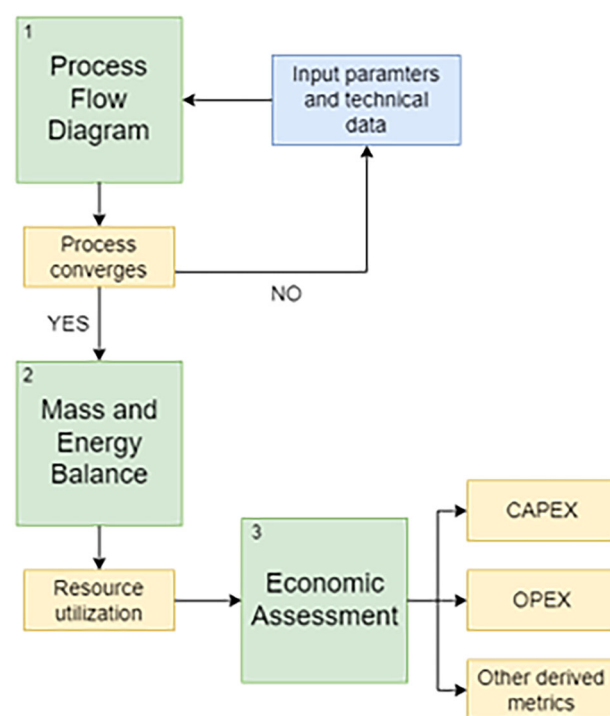 1
Process
Flow
Diagram
Input paramters
and technical
data
Process
converges
NO
YES
2
Mass and
Energy
Balance
Resource
utilization
3
Economic
Assessment
CAPEX
OPEX
Other derived
metrics